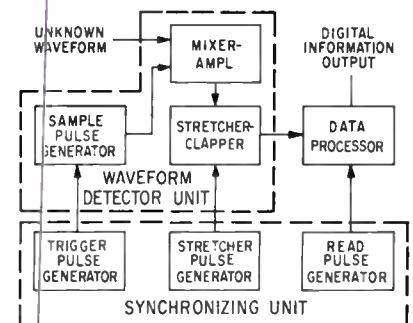 UNKNOWN
WAVEFORM
MIXER-
AMPL
DIGITAL
INFORMATION
OUTPUT
SAMPLE
PULSE
GENERATOR
STRETCHER-
CLAPPER
DATA
PROCESSOR
WAVEFORM
DETECTOR UNIT
TRIGGER
PULSE
GENERATOR
STRETCHER
PULSE
GENERATOR
READ
PULSE
GENERATOR
SYNCHRONIZING UNIT